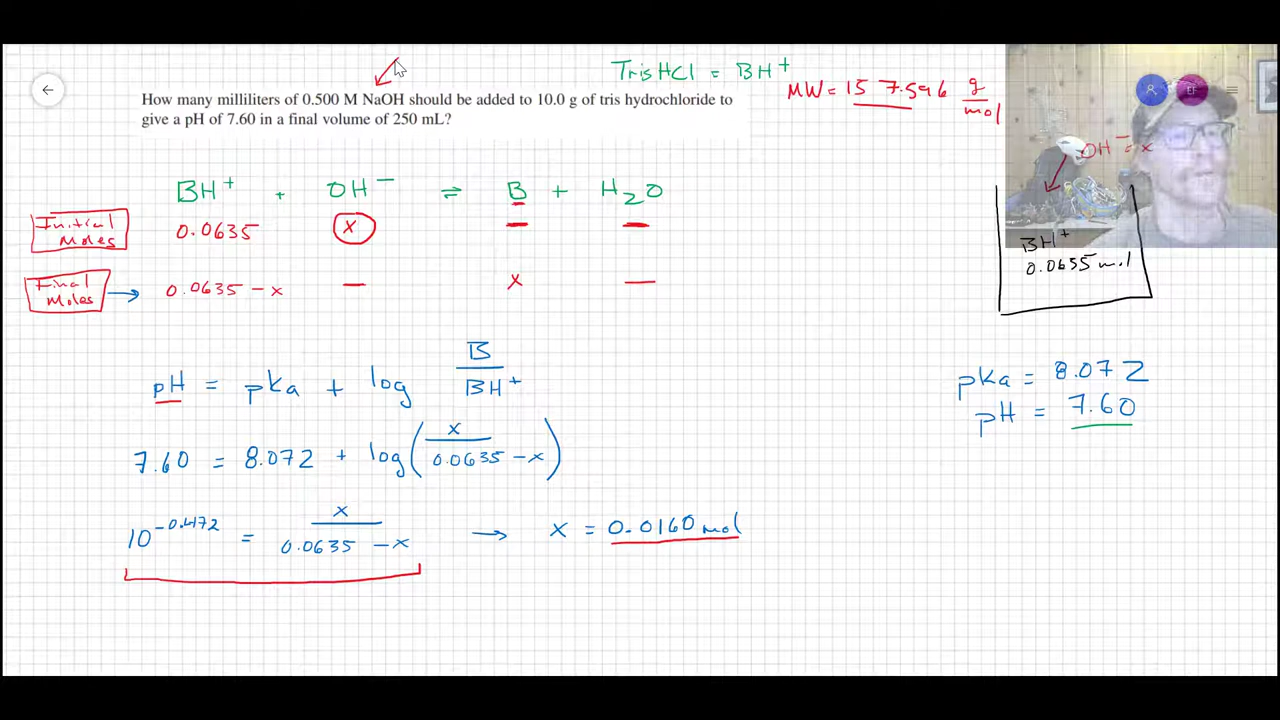 TrisHCl = BH+
MW = 157.596 g/mol
How many milliliters of 0.500 M NaOH should be added to 10.0 g of tris hydrochloride to
give a pH of 7.60 in a final volume of 250 mL?
OH⁻ = x
BH⁺ + OH⁻ ⇌ B + H₂O
Initial Moles 0.0635 x — —
BH⁺
0.0635 mol
Final Moles → 0.0635 - x — x —
pH = pka + log B/BH⁺
pka = 8.072
pH = 7.60
7.60 = 8.072 + log(x/(0.0635 - x))
10^-0.472 = x/(0.0635 - x) → x = 0.0160 mol
EF